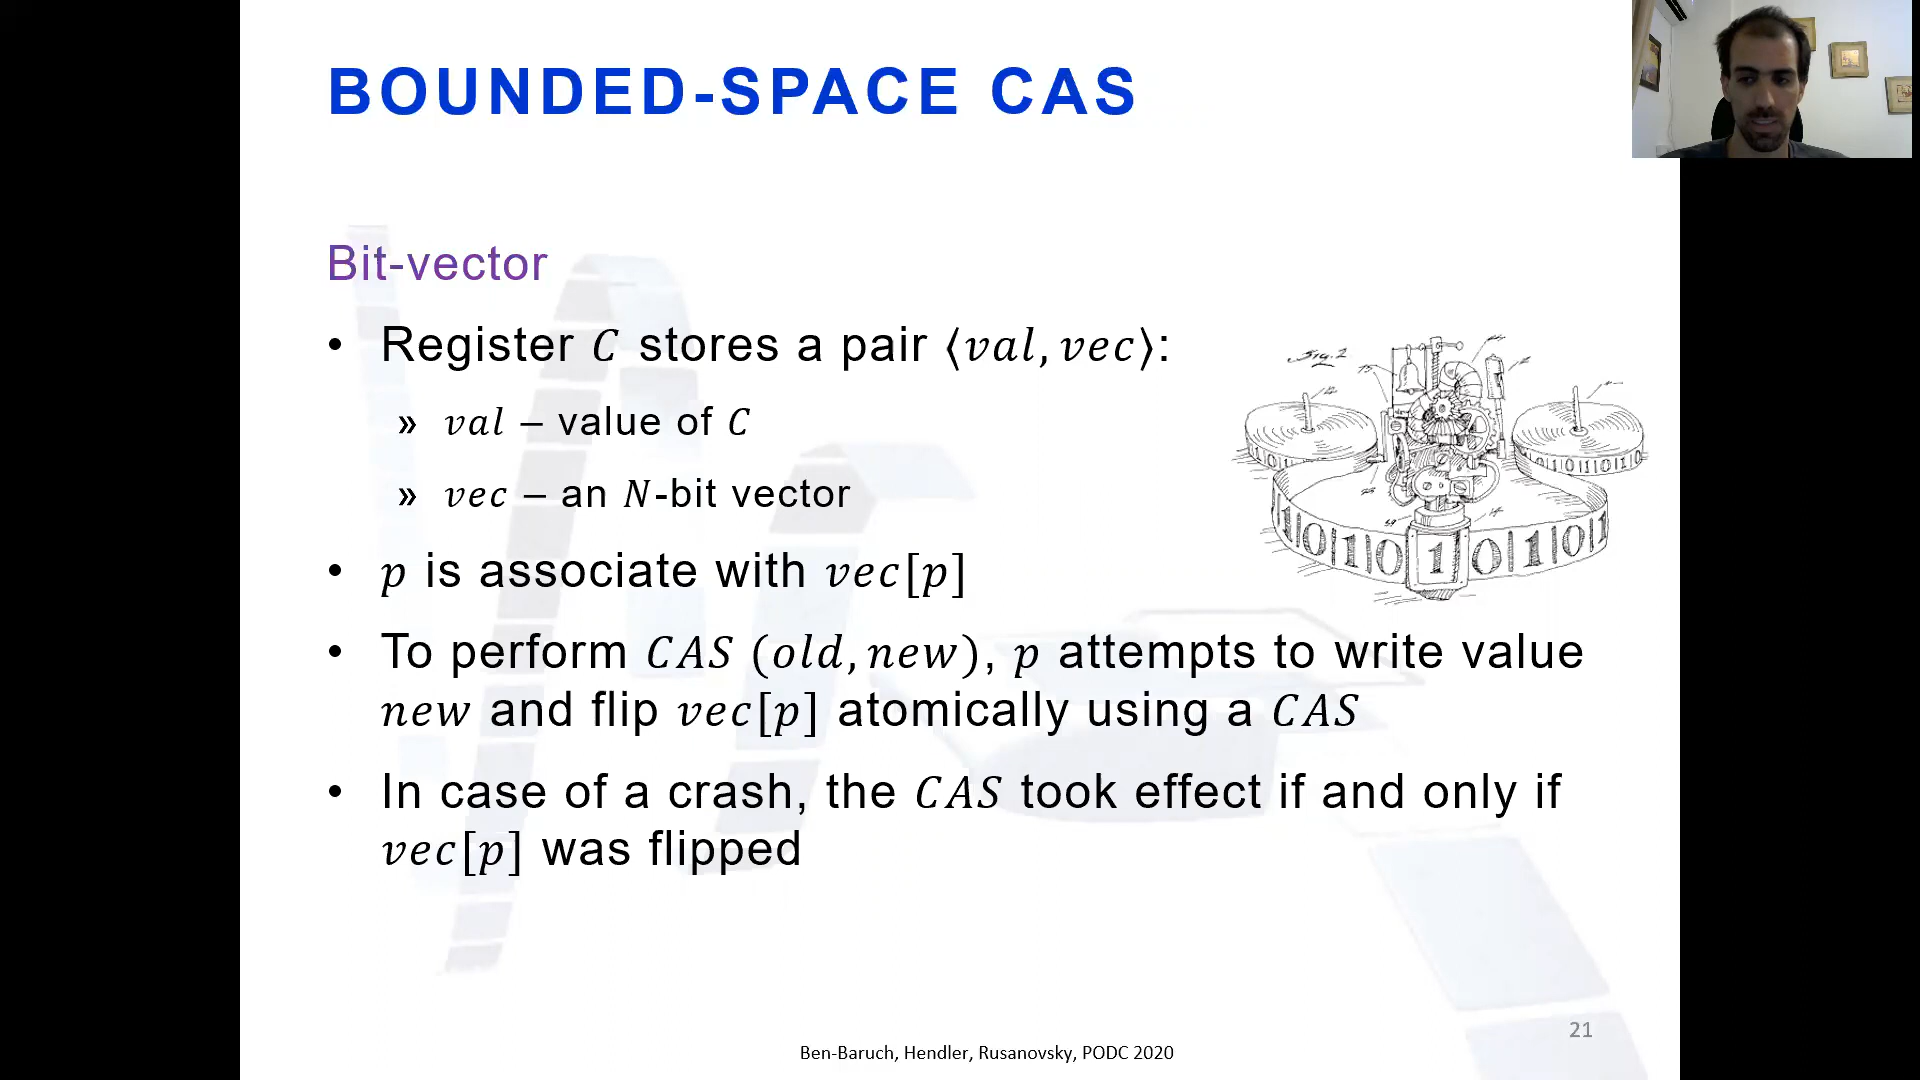 BOUNDED-SPACE CAS
Bit-vector
• Register C stores a pair ⟨val, vec⟩:
» val – value of C
» vec – an N-bit vector
• p is associate with vec[p]
• To perform CAS (old, new), p attempts to write value
new and flip vec[p] atomically using a CAS
• In case of a crash, the CAS took effect if and only if
vec[p] was flipped
21
Ben-Baruch, Hendler, Rusanovsky, PODC 2020